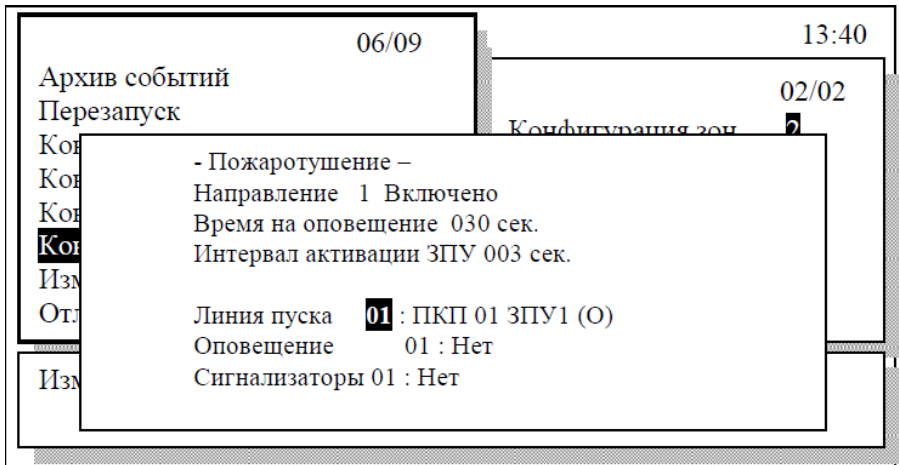 06/09
13:40
Архив событий
02/02
Перезапуск
Конфигурация зон 2
- Пожаротушение –
Направление 1 Включено
Время на оповещение 030 сек.
Интервал активации ЗПУ 003 сек.
Линия пуска 01 : ПКП 01 ЗПУ1 (О)
Оповещение 01 : Нет
Сигнализаторы 01 : Нет